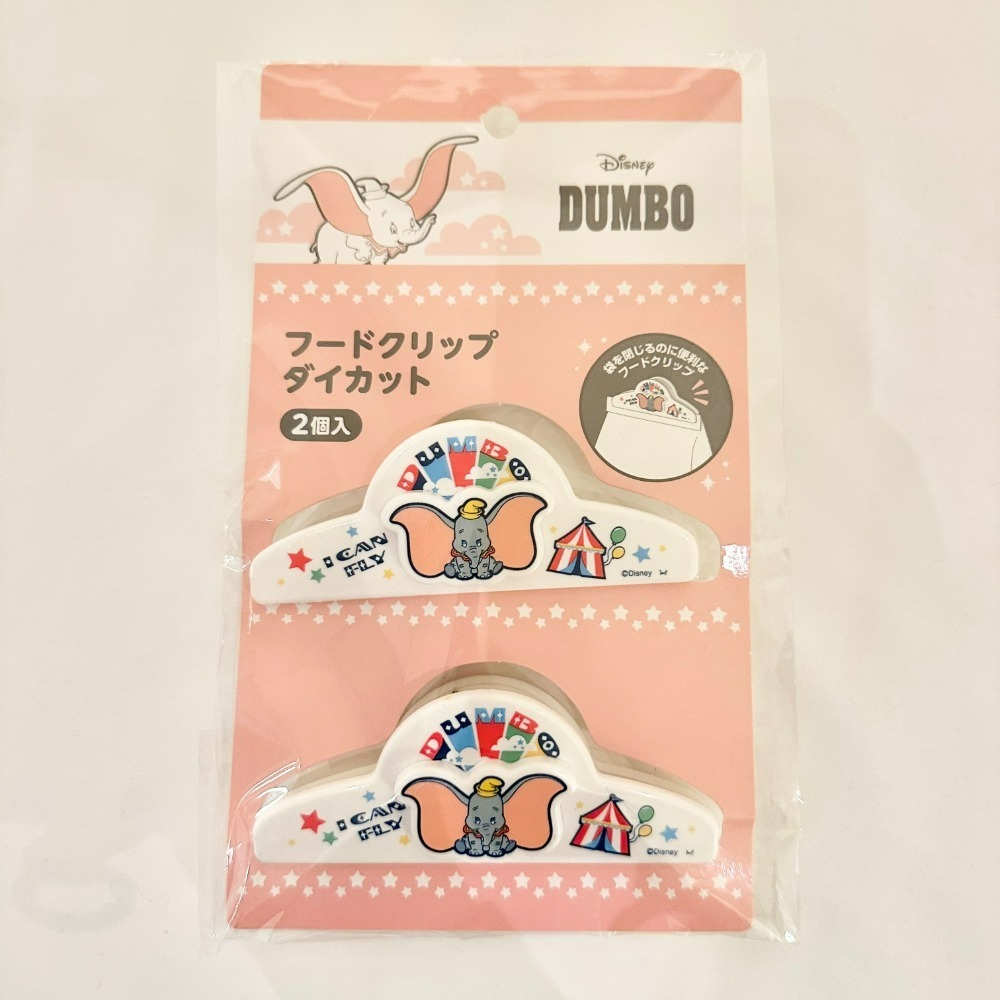 Disney
DUMBO
フードクリップ
ダイカット
2個入
袋を閉じるのに便利な
フードクリップ
DUMBO
I CAN
FLY
©Disney
DUMBO
I CAN
FLY
©Disney